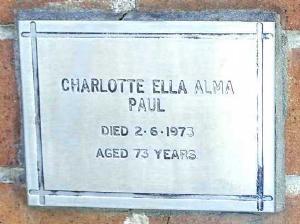 CHARLOTTE ELLA ALMA
PAUL
DIED 2·6·1973
AGED 73 YEARS